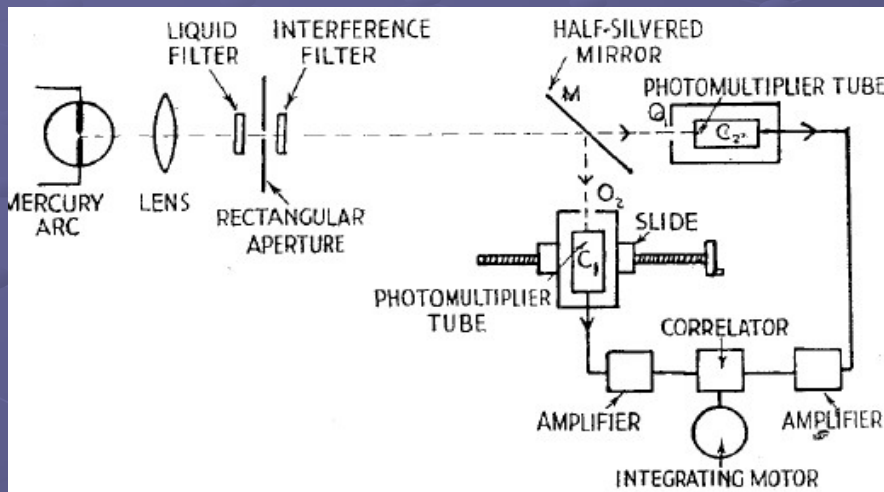 LIQUID
FILTER
INTERFERENCE
FILTER
HALF-SILVERED
MIRROR
M
PHOTOMULTIPLIER TUBE
C₂
MERCURY
ARC
LENS
RECTANGULAR
APERTURE
O₂
SLIDE
C₁
PHOTOMULTIPLIER
TUBE
CORRELATOR
AMPLIFIER
AMPLIFIER
INTEGRATING MOTOR